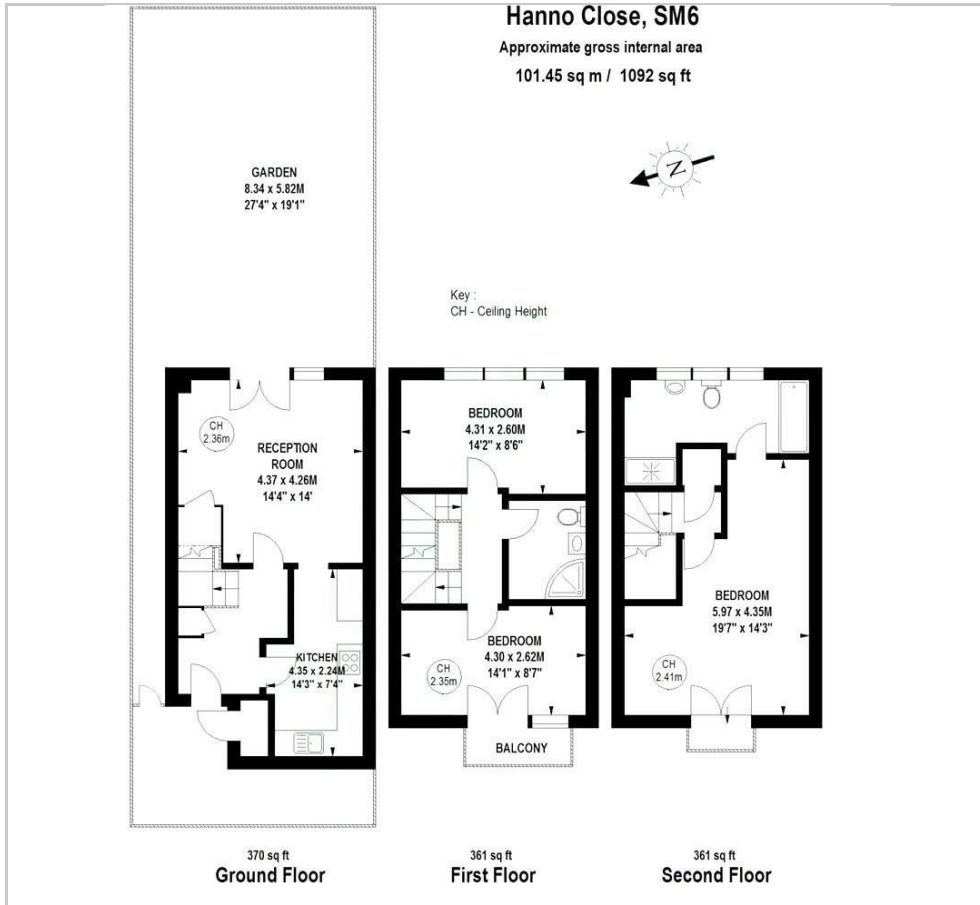 Hanno Close, SM6
Approximate gross internal area
101.45 sq m / 1092 sq ft
N
GARDEN
8.34 x 5.82M
27'4" x 19'1"
Key :
CH - Ceiling Height
CH
2.36m
RECEPTION
ROOM
4.37 x 4.26M
14'4" x 14'
KITCHEN
4.35 x 2.24M
14'3" x 7'4"
BEDROOM
4.31 x 2.60M
14'2" x 8'6"
BEDROOM
4.30 x 2.62M
14'1" x 8'7"
CH
2.35m
BALCONY
BEDROOM
5.97 x 4.35M
19'7" x 14'3"
CH
2.41m
370 sq ft
Ground Floor
361 sq ft
First Floor
361 sq ft
Second Floor